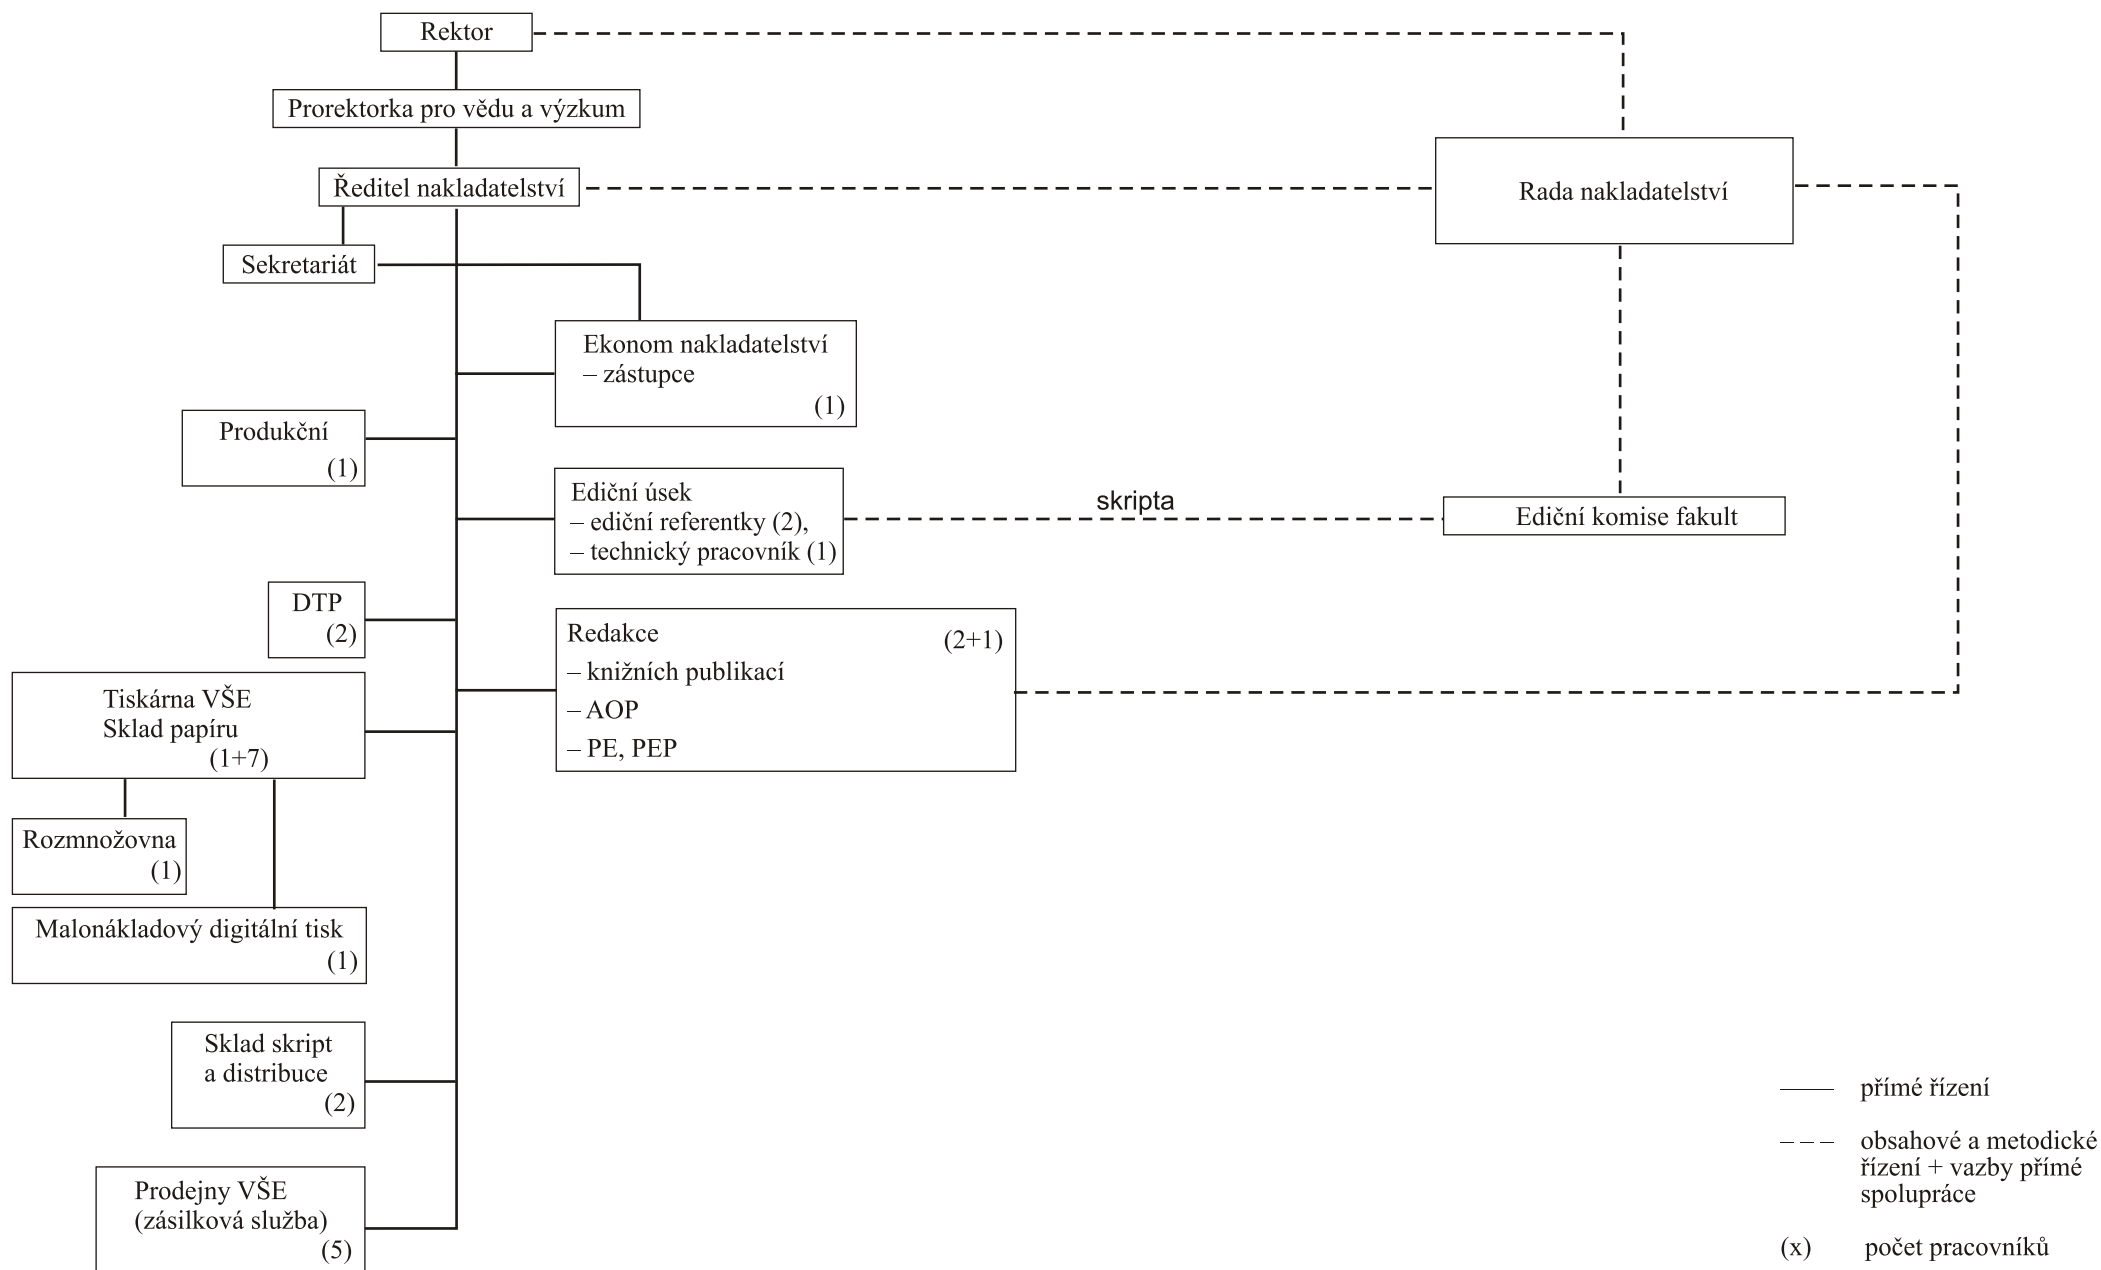 Rektor
Prorektorka pro vědu a výzkum
Ředitel nakladatelství
Rada nakladatelství
Sekretariát
Ekonom nakladatelství
– zástupce
(1)
Produkční
(1)
Ediční úsek
– ediční referentky (2),
– technický pracovník (1)
skripta
Ediční komise fakult
DTP
(2)
Redakce (2+1)
– knižních publikací
– AOP
– PE, PEP
Tiskárna VŠE
Sklad papíru
(1+7)
Rozmnožovna
(1)
Malonákladový digitální tisk
(1)
Sklad skript
a distribuce
(2)
Prodejny VŠE
(zásilková služba)
(5)
přímé řízení
obsahové a metodické
řízení + vazby přímé
spolupráce
(x) počet pracovníků